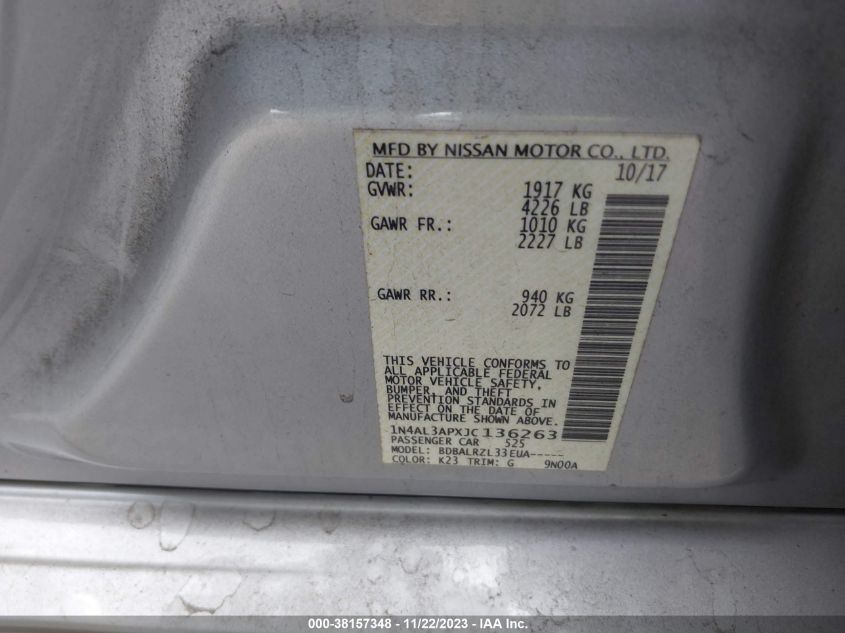 MFD BY NISSAN MOTOR CO., LTD.
DATE: 10/17
GVWR: 1917 KG
4226 LB
GAWR FR.: 1010 KG
2227 LB
GAWR RR.: 940 KG
2072 LB
THIS VEHICLE CONFORMS TO
ALL APPLICABLE FEDERAL
MOTOR VEHICLE SAFETY,
BUMPER, AND THEFT
PREVENTION STANDARDS IN
EFFECT ON THE DATE OF
MANUFACTURE SHOWN ABOVE.
1N4AL3APXJC136263
PASSENGER CAR 525
MODEL: BDBALRZL33EUA-----
COLOR: K23 TRIM: G 9N00A
000-38157348 - 11/22/2023 - IAA Inc.